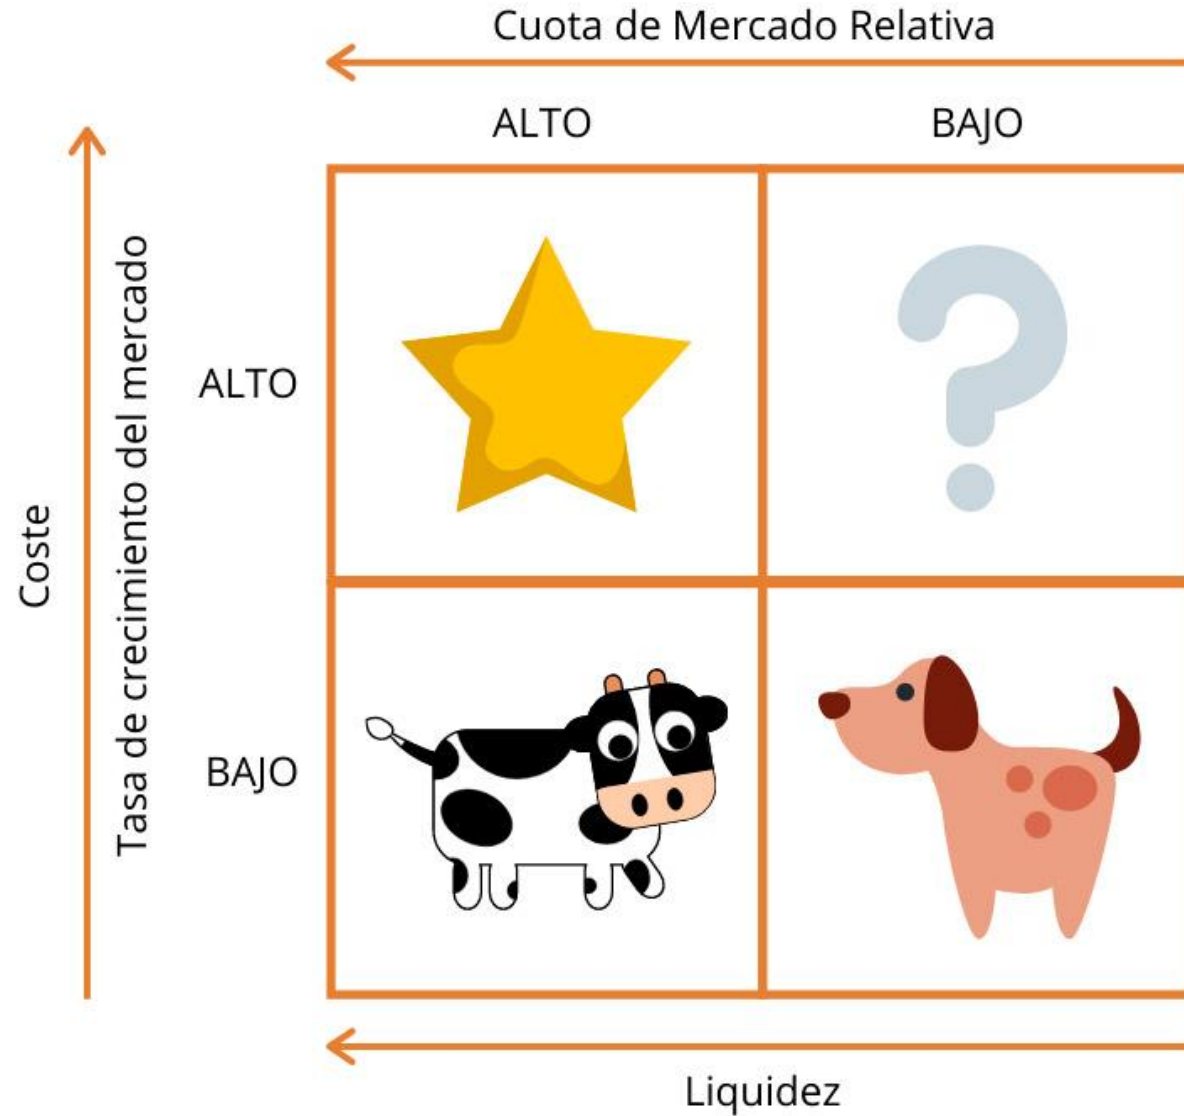 Cuota de Mercado Relativa
ALTO
BAJO
Coste
Tasa de crecimiento del mercado
ALTO
BAJO
Liquidez